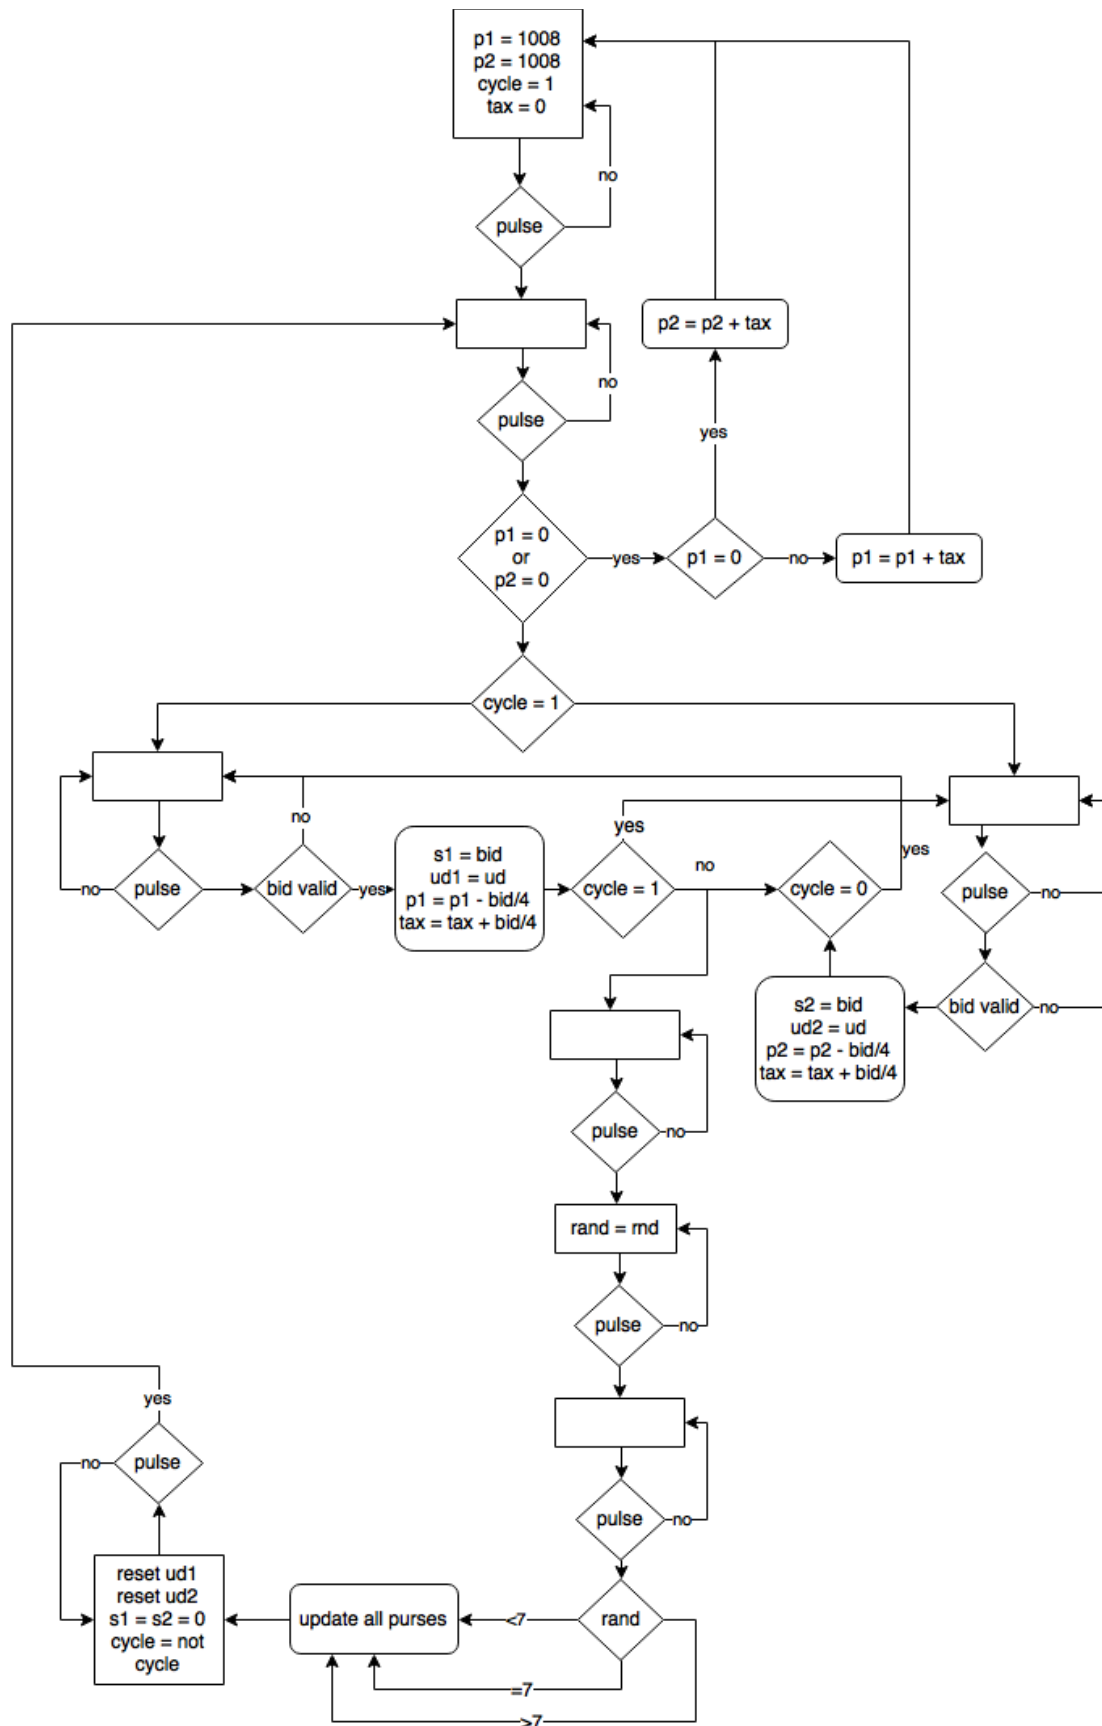 p1 = 1008
p2 = 1008
cycle = 1
tax = 0
no
pulse
p2 = p2 + tax
no
pulse
yes
p1 = 0
or
p2 = 0
yes
p1 = 0
no
p1 = p1 + tax
cycle = 1
no
yes
s1 = bid
ud1 = ud
p1 = p1 - bid/4
tax = tax + bid/4
no
yes
no
pulse
bid valid
yes
cycle = 1
cycle = 0
pulse
no
s2 = bid
ud2 = ud
p2 = p2 - bid/4
tax = tax + bid/4
bid valid
no
pulse
no
rand = rnd
pulse
no
yes
no
pulse
pulse
no
reset ud1
reset ud2
s1 = s2 = 0
cycle = not
cycle
update all purses
<7
rand
=7
>7